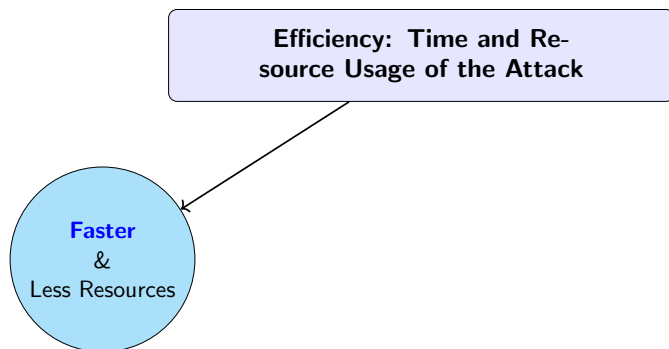 Efficiency: Time and Re-
source Usage of the Attack
Faster
&
Less Resources